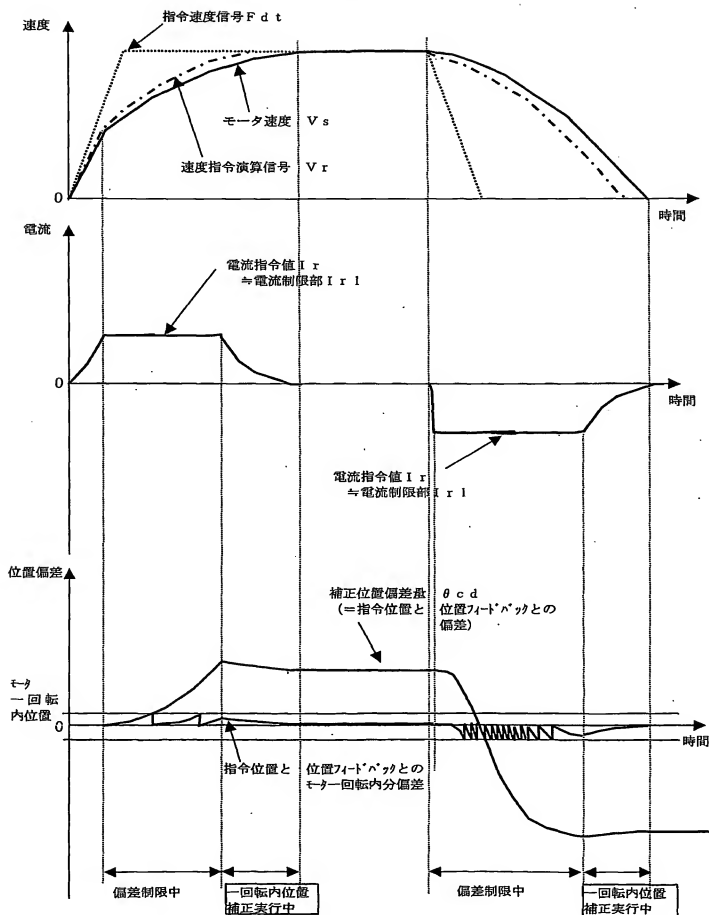 速度
指令速度信号Ｆｄｔ
モータ速度　Ｖｓ
速度指令演算信号　Ｖｒ
0
時間
電流
電流指令値Ｉｒ
≒電流制限部Ｉｒｌ
0
時間
電流指令値Ｉｒ
≒電流制限部Ｉｒｌ
位置偏差
補正位置偏差量　θｃｄ
(＝指令位置と　位置ﾌｨｰﾄﾞﾊﾞｯｸとの
偏差)
ﾓｰﾀ
一回転
内位置
0
時間
指令位置と　位置ﾌｨｰﾄﾞﾊﾞｯｸとの
ﾓｰﾀ一回転内分偏差
偏差制限中
一回転内位置
補正実行中
偏差制限中
一回転内位置
補正実行中